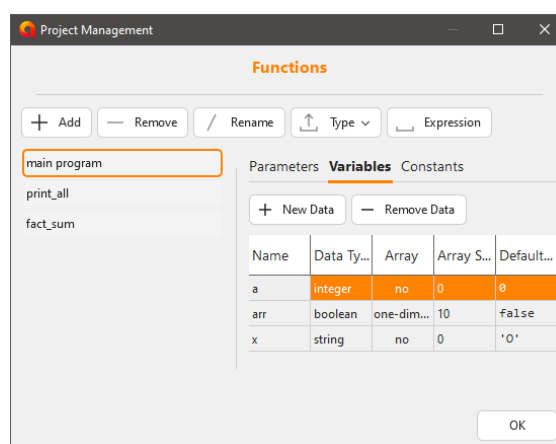 Project Management
Functions
Add Remove Rename Type Expression
main program
print_all
fact_sum
Parameters Variables Constants
New Data Remove Data
Name Data Ty... Array Array S... Default...
a integer no 0 0
arr boolean one-dim... 10 false
x string no 0 'O'
OK